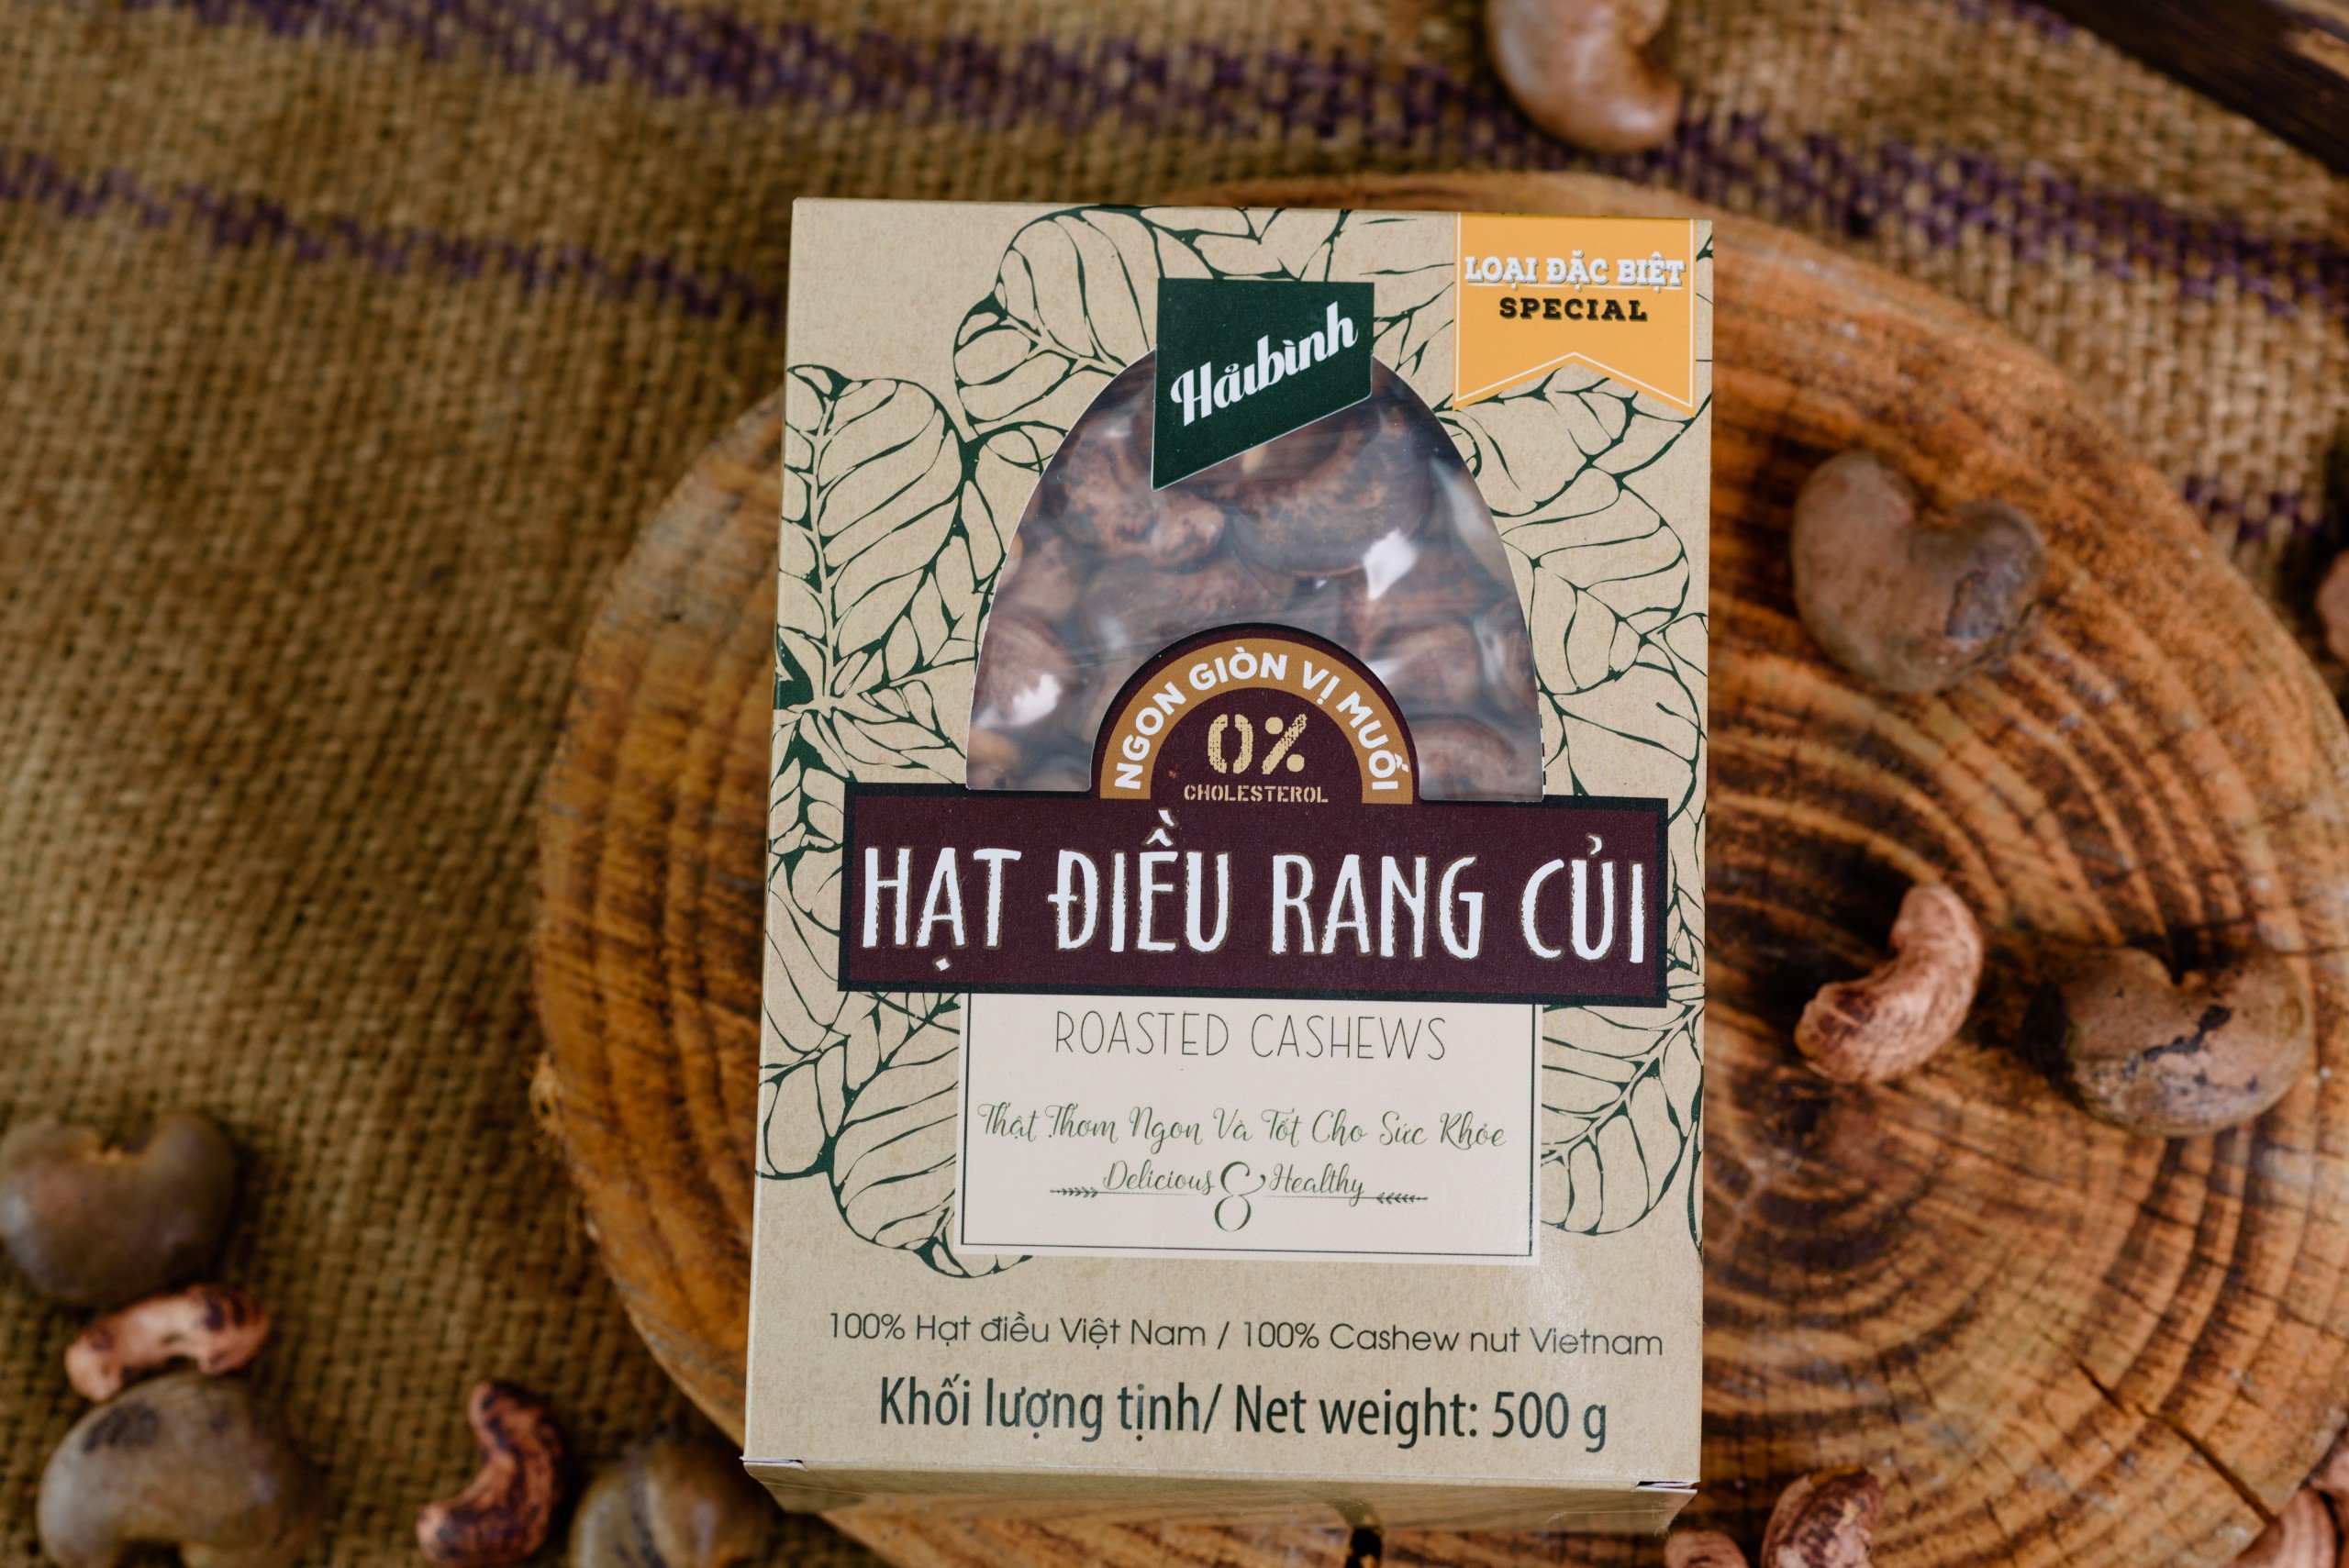 LOẠI ĐẶC BIỆT
SPECIAL
Hảibình
NGON GIÒN VỊ MUỐI
0%
CHOLESTEROL
HẠT ĐIỀU RANG CỦI
ROASTED CASHEWS
Thật Thơm Ngon Và Tốt Cho Sức Khỏe
Delicious & Healthy
100% Hạt điều Việt Nam / 100% Cashew nut Vietnam
Khối lượng tịnh/ Net weight: 500 g